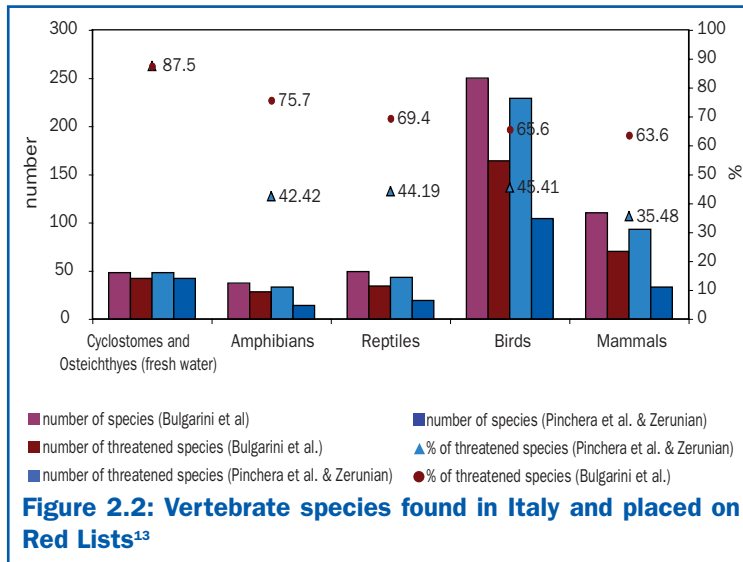 300
250
200
150
100
50
0
number
100
90
80
70
60
50
40
30
20
10
0
%
87.5
75.7
69.4
65.6
63.6
42.42
44.19
45.41
35.48
Cyclostomes and
Osteichthyes (fresh water)
Amphibians
Reptiles
Birds
Mammals
number of species (Bulgarini et al)
number of threatened species (Bulgarini et al.)
number of threatened species (Pinchera et al. & Zerunian)
number of species (Pinchera et al. & Zerunian)
% of threatened species (Pinchera et al. & Zerunian)
% of threatened species (Bulgarini et al.)
Figure 2.2: Vertebrate species found in Italy and placed on
Red Lists¹³